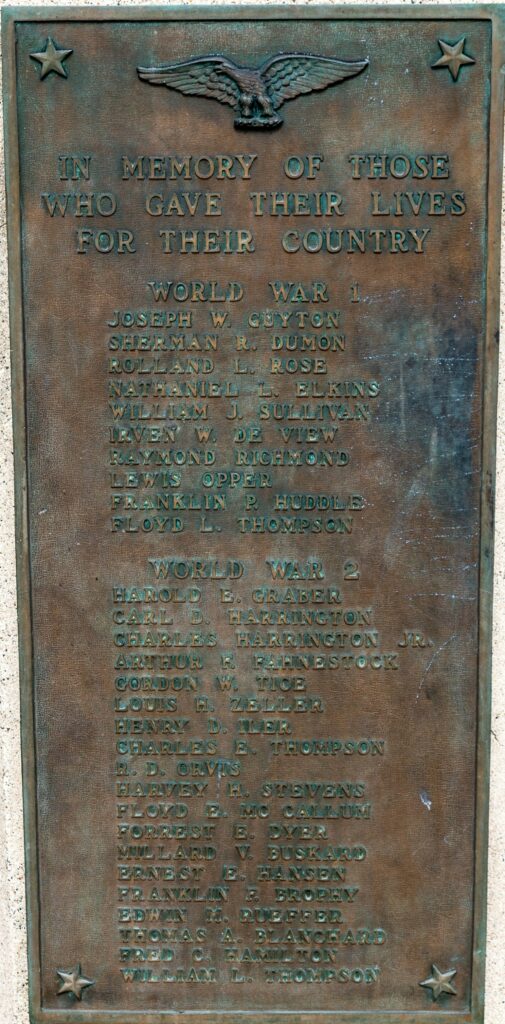 IN MEMORY OF THOSE
WHO GAVE THEIR LIVES
FOR THEIR COUNTRY
WORLD WAR 1
JOSEPH W. GUYTON
SHERMAN R. DUMON
ROLLAND L. ROSE
NATHANIEL L. ELKINS
WILLIAM J. SULLIVAN
IRVEN W. DE VIEW
RAYMOND RICHMOND
LEWIS OPPER
FRANKLIN P. HUDDLE
FLOYD L. THOMPSON
WORLD WAR 2
HAROLD E. GRABER
CARL D. HARRINGTON
CHARLES HARRINGTON JR.
ARTHUR H. FAHNESTOCK
GORDON W. TICE
LOUIS H. ZELLER
HENRY D. ILER
CHARLES E. THOMPSON
R. D. ORVIS
HARVEY H. STEVENS
FLOYD E. MC CALLUM
FORREST E. DYER
MILLARD V. BUSKARD
ERNEST E. HANSEN
FRANKLIN F. BROPHY
EDWIN M. RUEFFER
THOMAS A. BLANCHARD
FRED C. HAMILTON
WILLIAM L. THOMPSON